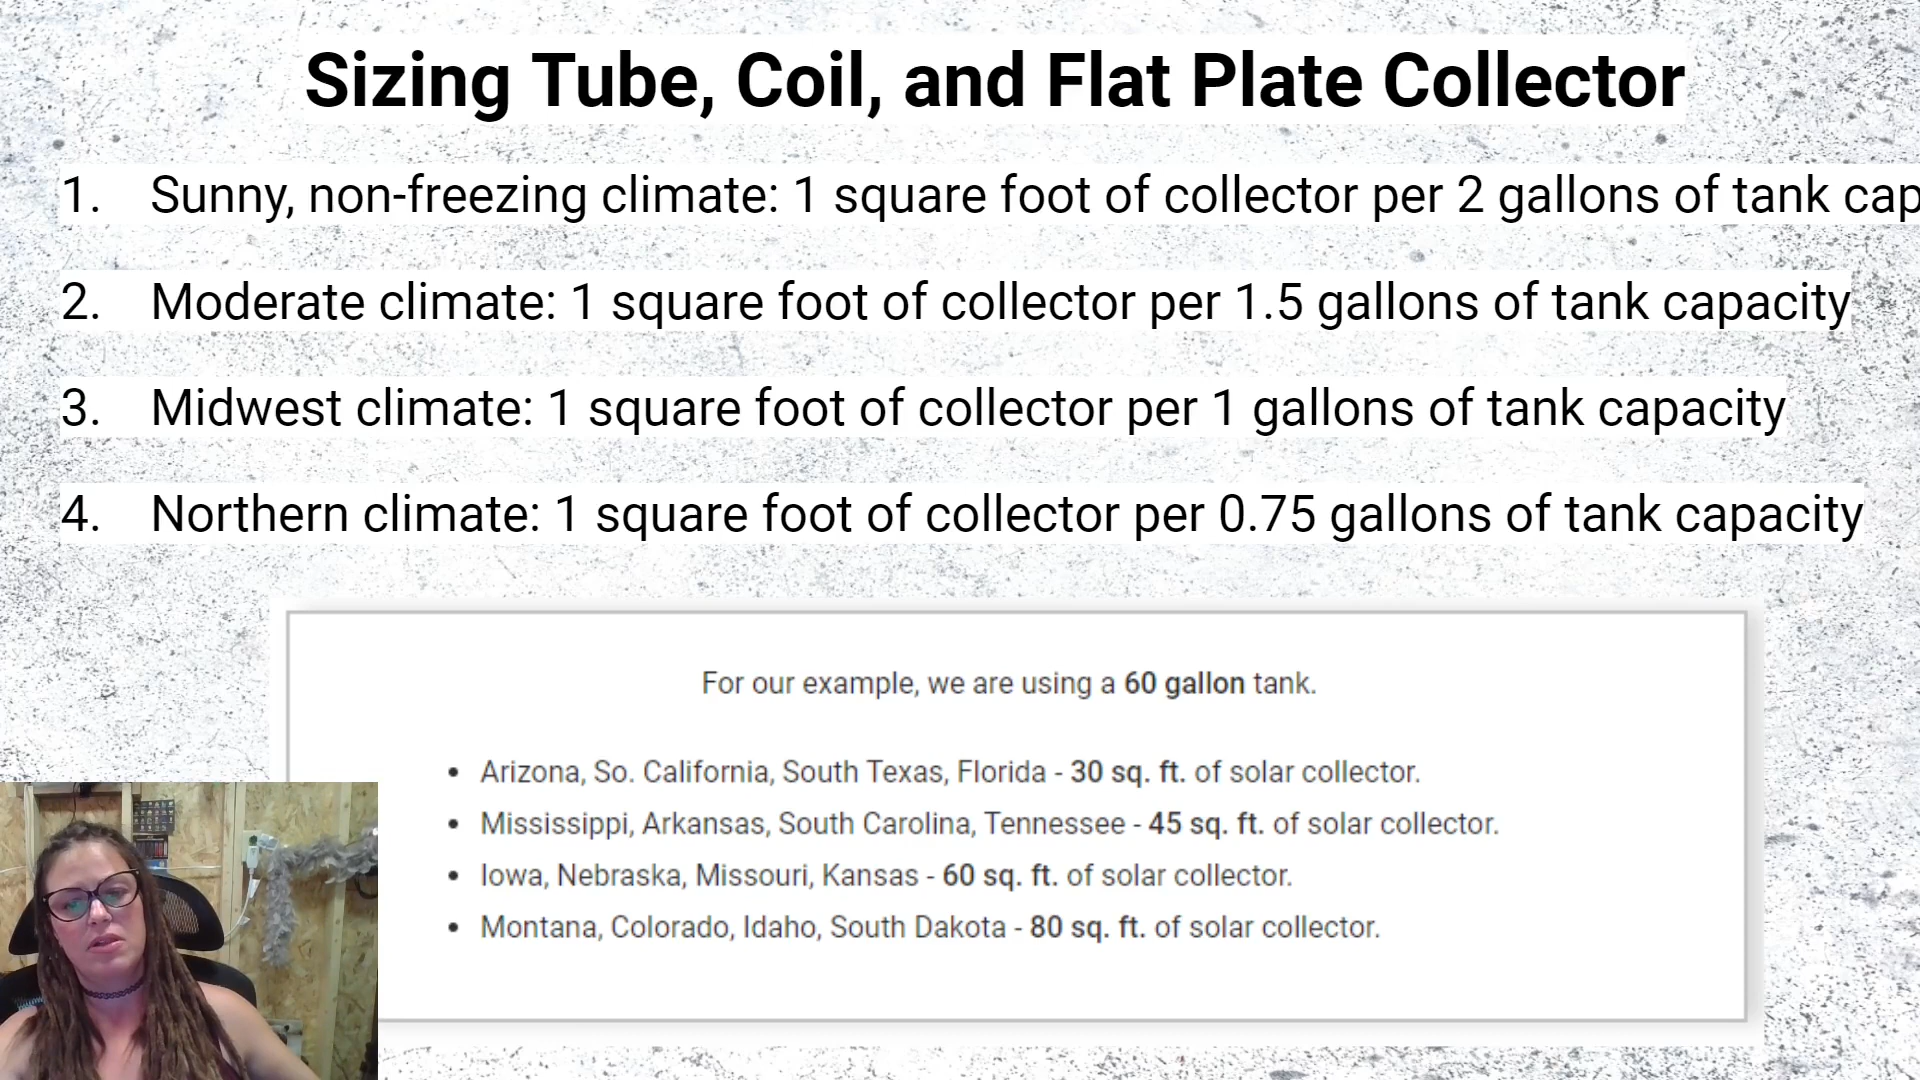 Sizing Tube, Coil, and Flat Plate Collector
1. Sunny, non-freezing climate: 1 square foot of collector per 2 gallons of tank cap
2. Moderate climate: 1 square foot of collector per 1.5 gallons of tank capacity
3. Midwest climate: 1 square foot of collector per 1 gallons of tank capacity
4. Northern climate: 1 square foot of collector per 0.75 gallons of tank capacity
For our example, we are using a 60 gallon tank.
• Arizona, So. California, South Texas, Florida - 30 sq. ft. of solar collector.
• Mississippi, Arkansas, South Carolina, Tennessee - 45 sq. ft. of solar collector.
• Iowa, Nebraska, Missouri, Kansas - 60 sq. ft. of solar collector.
• Montana, Colorado, Idaho, South Dakota - 80 sq. ft. of solar collector.